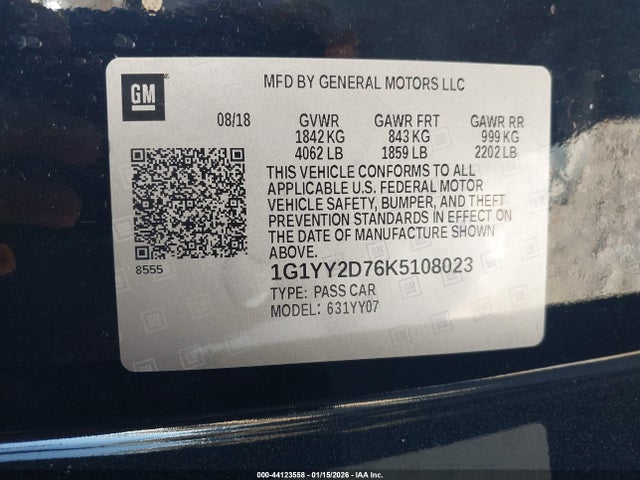 GM
MFD BY GENERAL MOTORS LLC
08/18 GVWR GAWR FRT GAWR RR
1842 KG 843 KG 999 KG
4062 LB 1859 LB 2202 LB
THIS VEHICLE CONFORMS TO ALL
APPLICABLE U.S. FEDERAL MOTOR
VEHICLE SAFETY, BUMPER, AND THEFT
PREVENTION STANDARDS IN EFFECT ON
THE DATE OF MANUFACTURE SHOWN
ABOVE.
8555
1G1YY2D76K5108023
TYPE: PASS CAR
MODEL: 631YY07
000-44123558 - 01/15/2026 - IAA Inc.